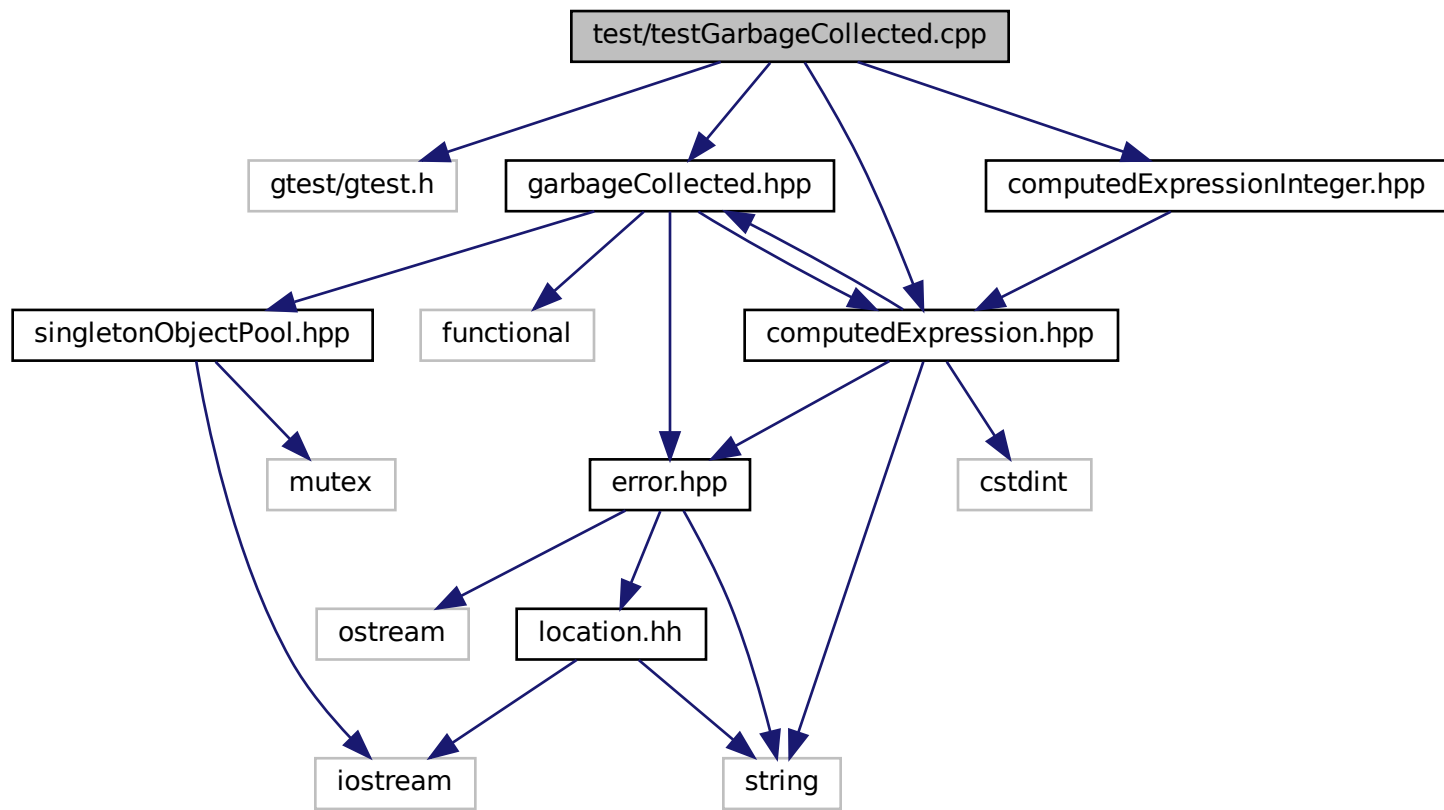 test/testGarbageCollected.cpp
gtest/gtest.h
garbageCollected.hpp
computedExpressionInteger.hpp
singletonObjectPool.hpp
functional
computedExpression.hpp
mutex
error.hpp
cstdint
ostream
location.hh
iostream
string